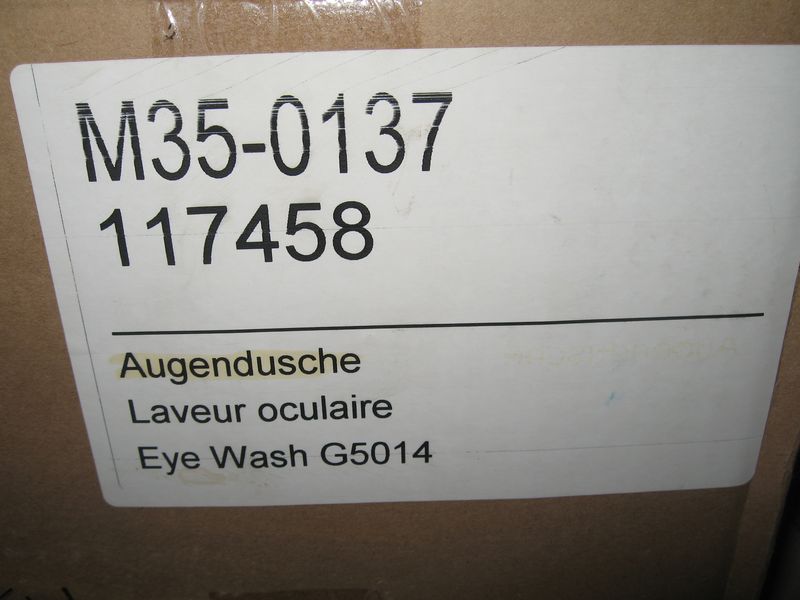 M35-0137
117458
Augendusche
Laveur oculaire
Eye Wash G5014